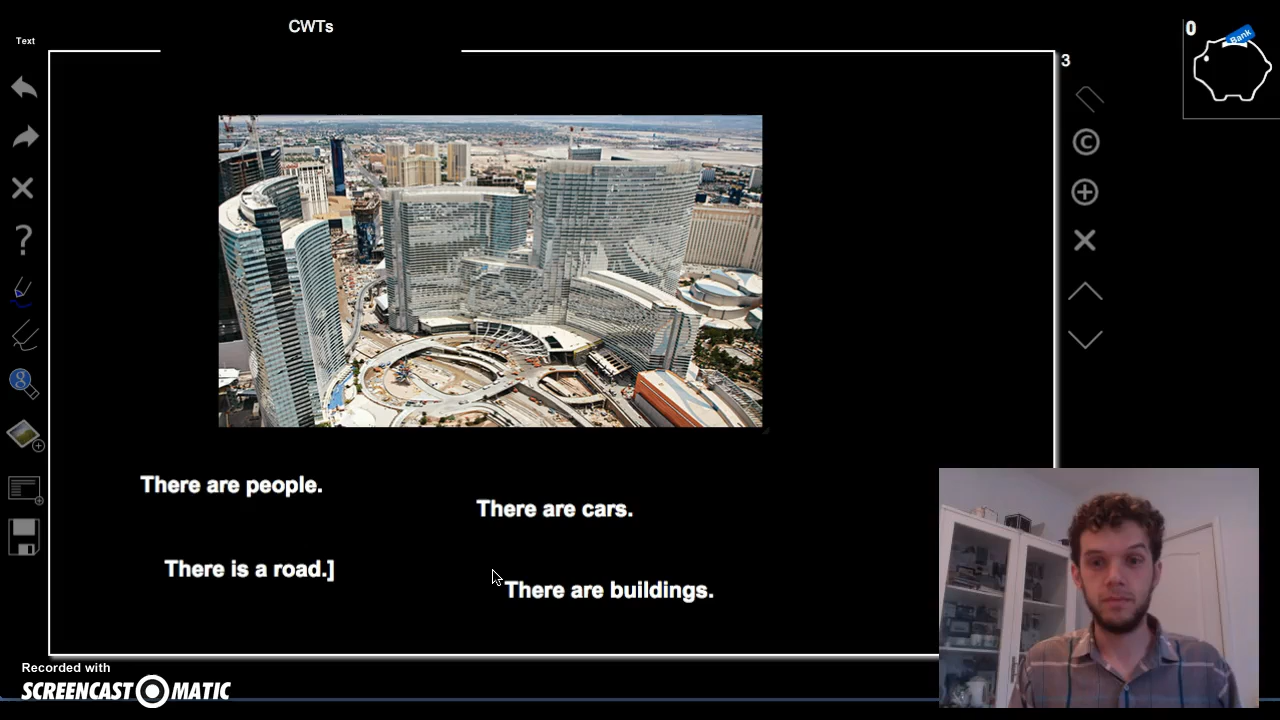 CWTs
Text
0
Bank
3
©
?
g
There are people.
There are cars.
There is a road.]
There are buildings.
Recorded with
SCREENCAST MATIC